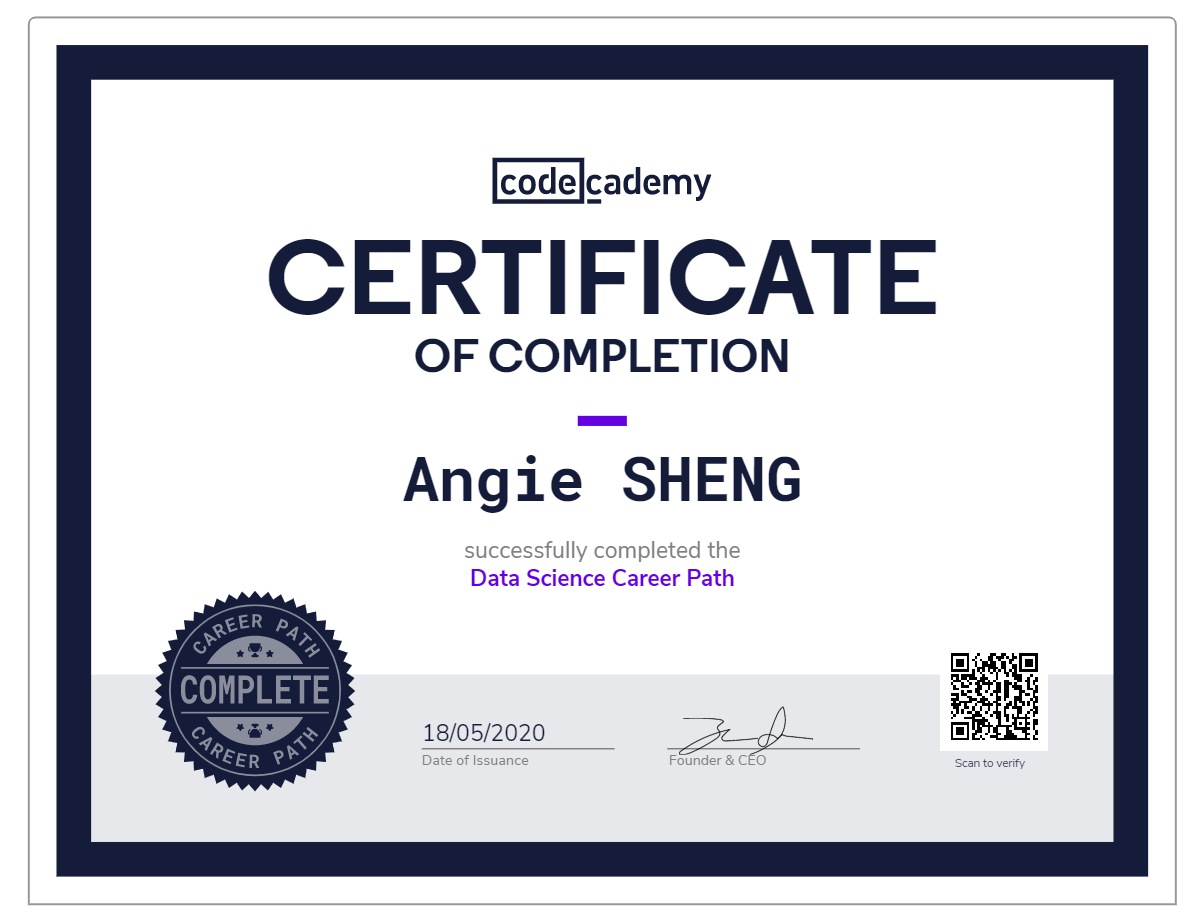 codecademy
CERTIFICATE
OF COMPLETION
Angie SHENG
successfully completed the
Data Science Career Path
CAREER PATH
COMPLETE
CAREER PATH
18/05/2020
Date of Issuance
Founder & CEO
Scan to verify